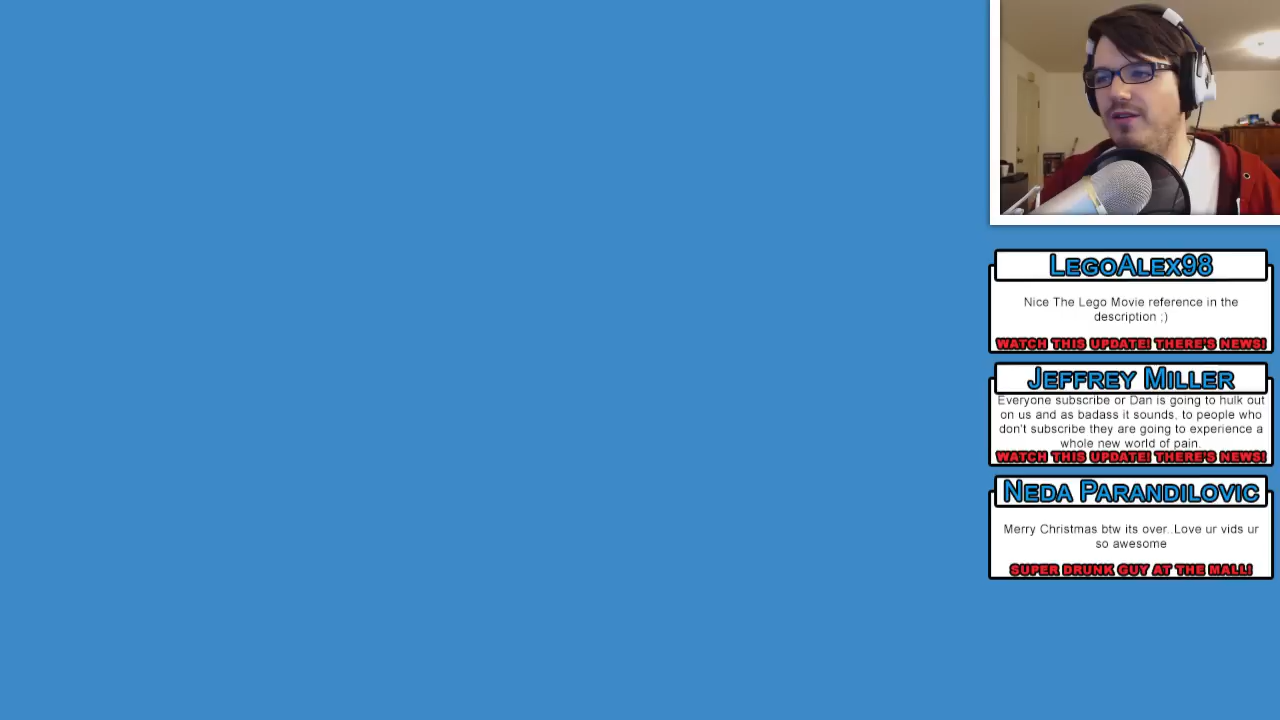 LegoAlex98
Nice The Lego Movie reference in the
description ;)
WATCH THIS UPDATE! THERE'S NEWS!
Jeffrey Miller
Everyone subscribe or Dan is going to hulk out
on us and as badass it sounds, to people who
don't subscribe they are going to experience a
whole new world of pain.
WATCH THIS UPDATE! THERE'S NEWS!
Neda Parandilovic
Merry Christmas btw its over..Love ur vids ur
so awesome
SUPER DRUNK GUY AT THE MALL!